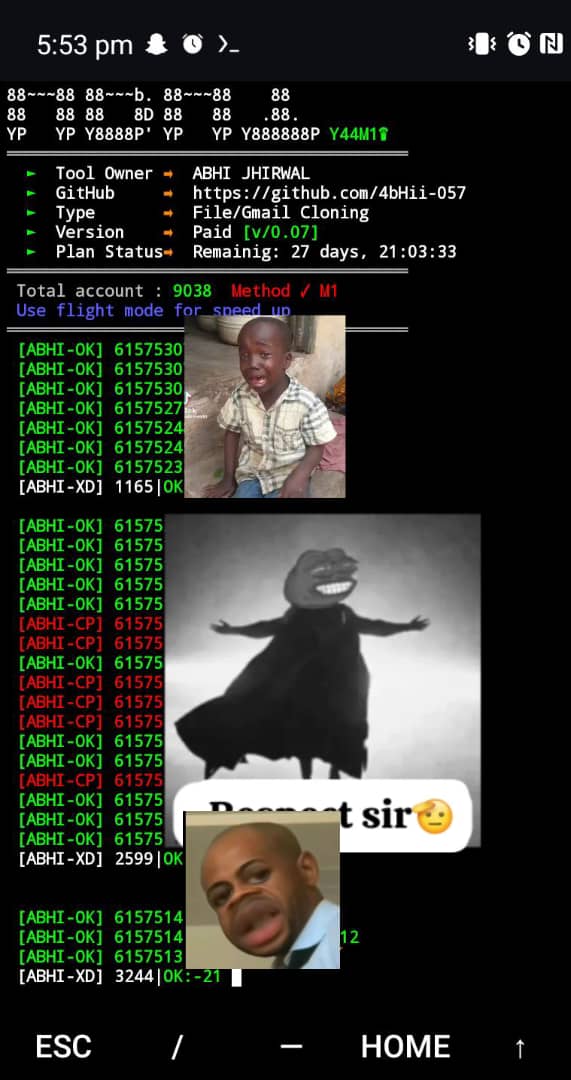 5:53 pm
88~~~88 88~~~b. 88~~~88 88
88 88 88 8D 88 88 .88.
YP YP Y8888P' YP YP Y888888P Y44M1
► Tool Owner ➡ ABHI JHIRWAL
► GitHub ➡ https://github.com/4bHii-057
► Type ➡ File/Gmail Cloning
► Version ➡ Paid [v/0.07]
► Plan Status➡ Remainig: 27 days, 21:03:33
Total account : 9038 Method ✓ M1
Use flight mode for speed up
[ABHI-OK] 6157530
[ABHI-OK] 6157530
[ABHI-OK] 6157530
[ABHI-OK] 6157527
[ABHI-OK] 6157524
[ABHI-OK] 6157524
[ABHI-OK] 6157523
[ABHI-XD] 1165|OK
[ABHI-OK] 61575
[ABHI-OK] 61575
[ABHI-OK] 61575
[ABHI-OK] 61575
[ABHI-OK] 61575
[ABHI-CP] 61575
[ABHI-CP] 61575
[ABHI-OK] 61575
[ABHI-CP] 61575
[ABHI-CP] 61575
[ABHI-CP] 61575
[ABHI-OK] 61575
[ABHI-OK] 61575
[ABHI-CP] 61575
[ABHI-OK] 61575
[ABHI-OK] 61575
[ABHI-OK] 61575
Respect sir🫡
[ABHI-XD] 2599|OK
[ABHI-OK] 6157514
[ABHI-OK] 6157514 12
[ABHI-OK] 6157513
[ABHI-XD] 3244|OK:-21
ESC / — HOME ↑